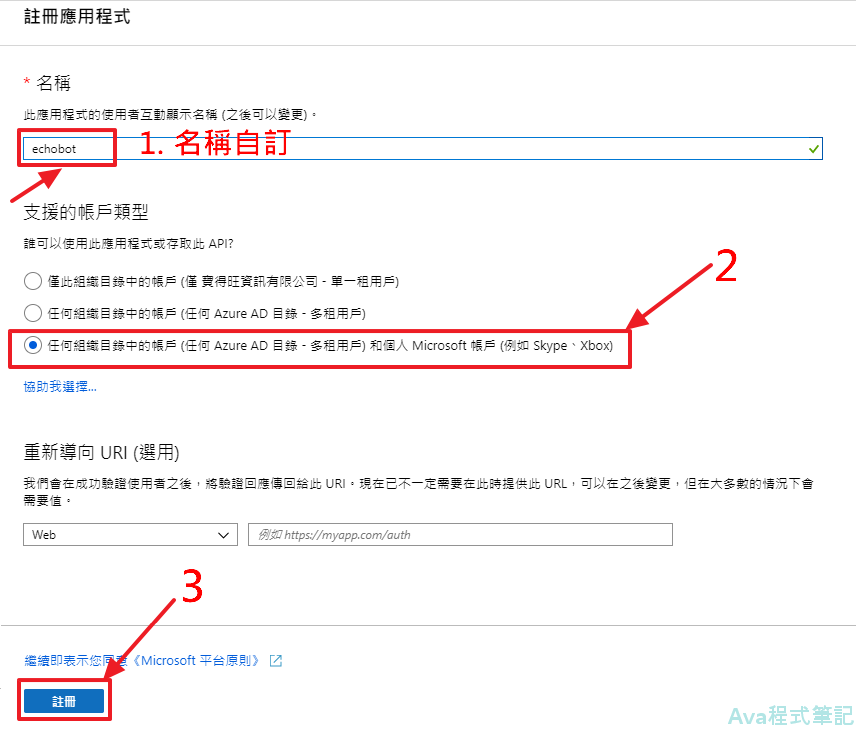 註冊應用程式
* 名稱
此應用程式的使用者互動顯示名稱 (之後可以變更)。
echobot
1. 名稱自訂
支援的帳戶類型
誰可以使用此應用程式或存取此 API?
2
僅此組織目錄中的帳戶 (僅 寶得旺資訊有限公司 - 單一租用戶)
任何組織目錄中的帳戶 (任何 Azure AD 目錄 - 多租用戶)
任何組織目錄中的帳戶 (任何 Azure AD 目錄 - 多租用戶) 和個人 Microsoft 帳戶 (例如 Skype、Xbox)
協助我選擇...
重新導向 URI (選用)
我們會在成功驗證使用者之後，將驗證回應傳回給此 URI。現在已不一定需要在此時提供此 URL，可以在之後變更，但在大多數的情況下會
需要值。
Web
例如 https://myapp.com/auth
3
繼續即表示您同意《Microsoft 平台原則》
註冊
Ava程式筆記